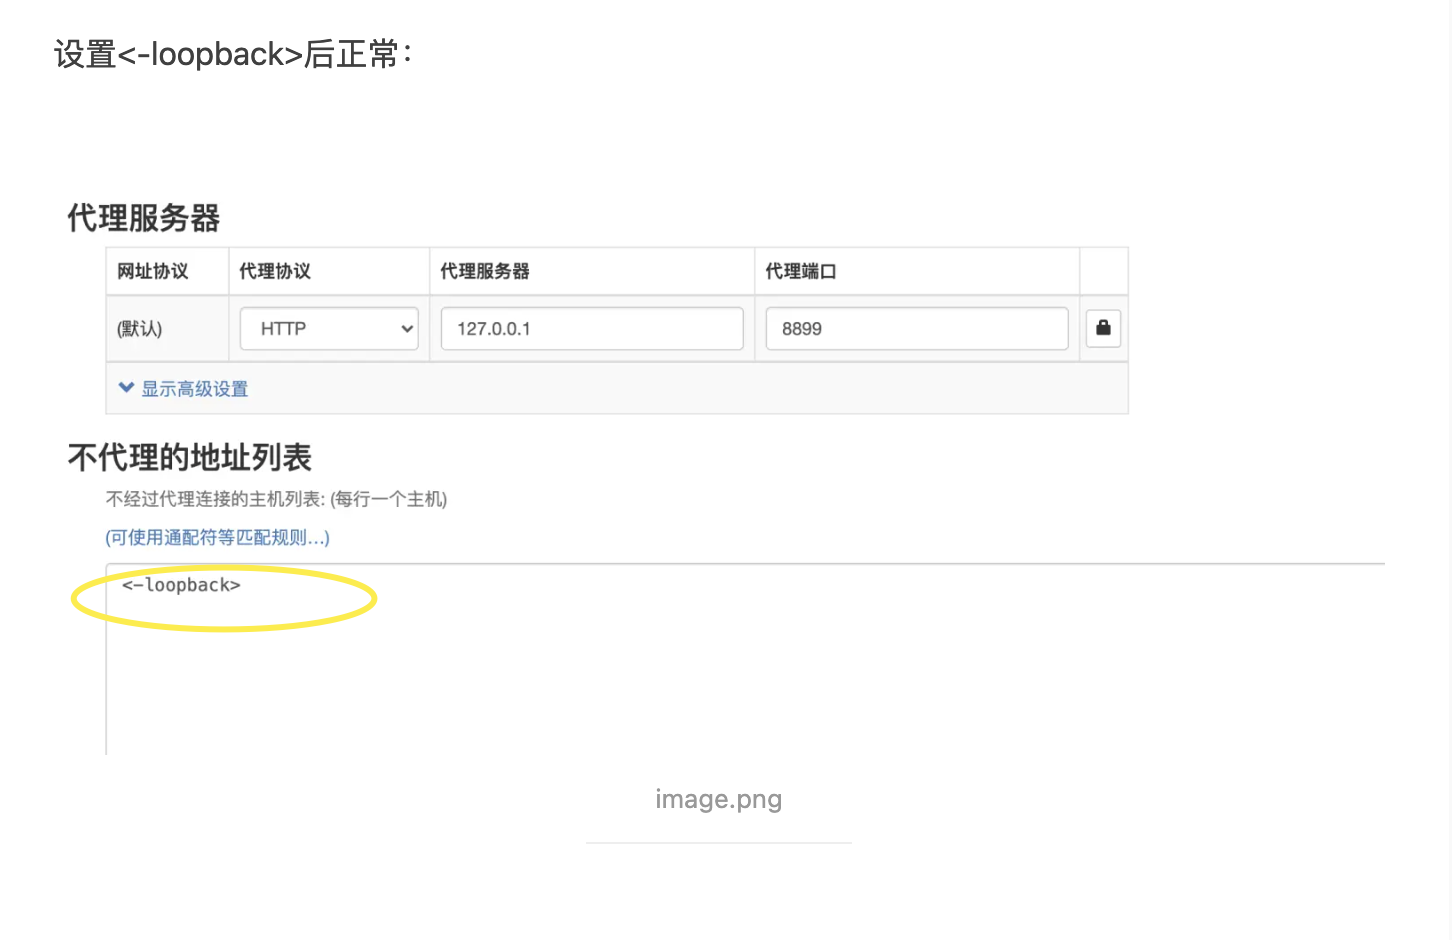 设置<-loopback>后正常：
代理服务器
网址协议 代理协议 代理服务器 代理端口
(默认) HTTP 127.0.0.1 8899
显示高级设置
不代理的地址列表
不经过代理连接的主机列表: (每行一个主机)
(可使用通配符等匹配规则…)
<-loopback>
image.png